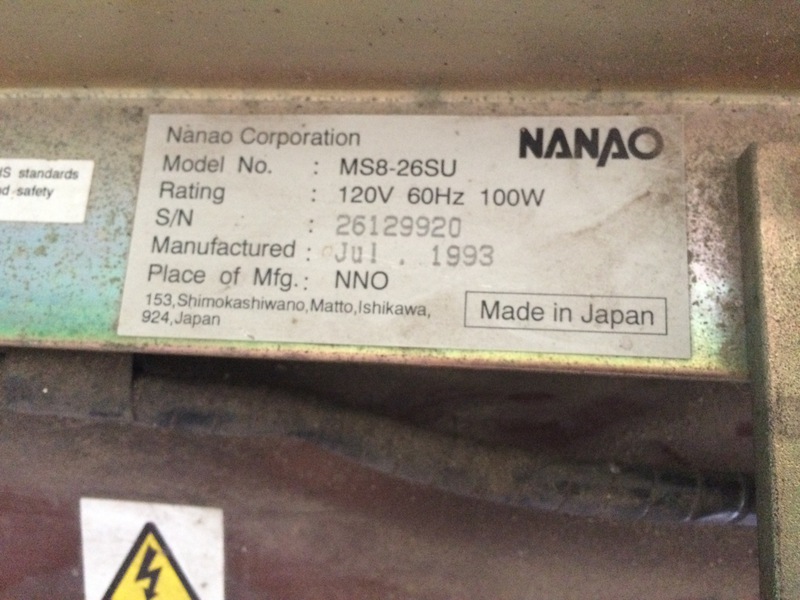 Nanao Corporation
NANAO
Model No. : MS8-26SU
Rating : 120V 60Hz 100W
S/N : 26129920
Manufactured : Jul . 1993
Place of Mfg. : NNO
153,Shimokashiwano,Matto,Ishikawa,
924,Japan
Made in Japan
standards
safety